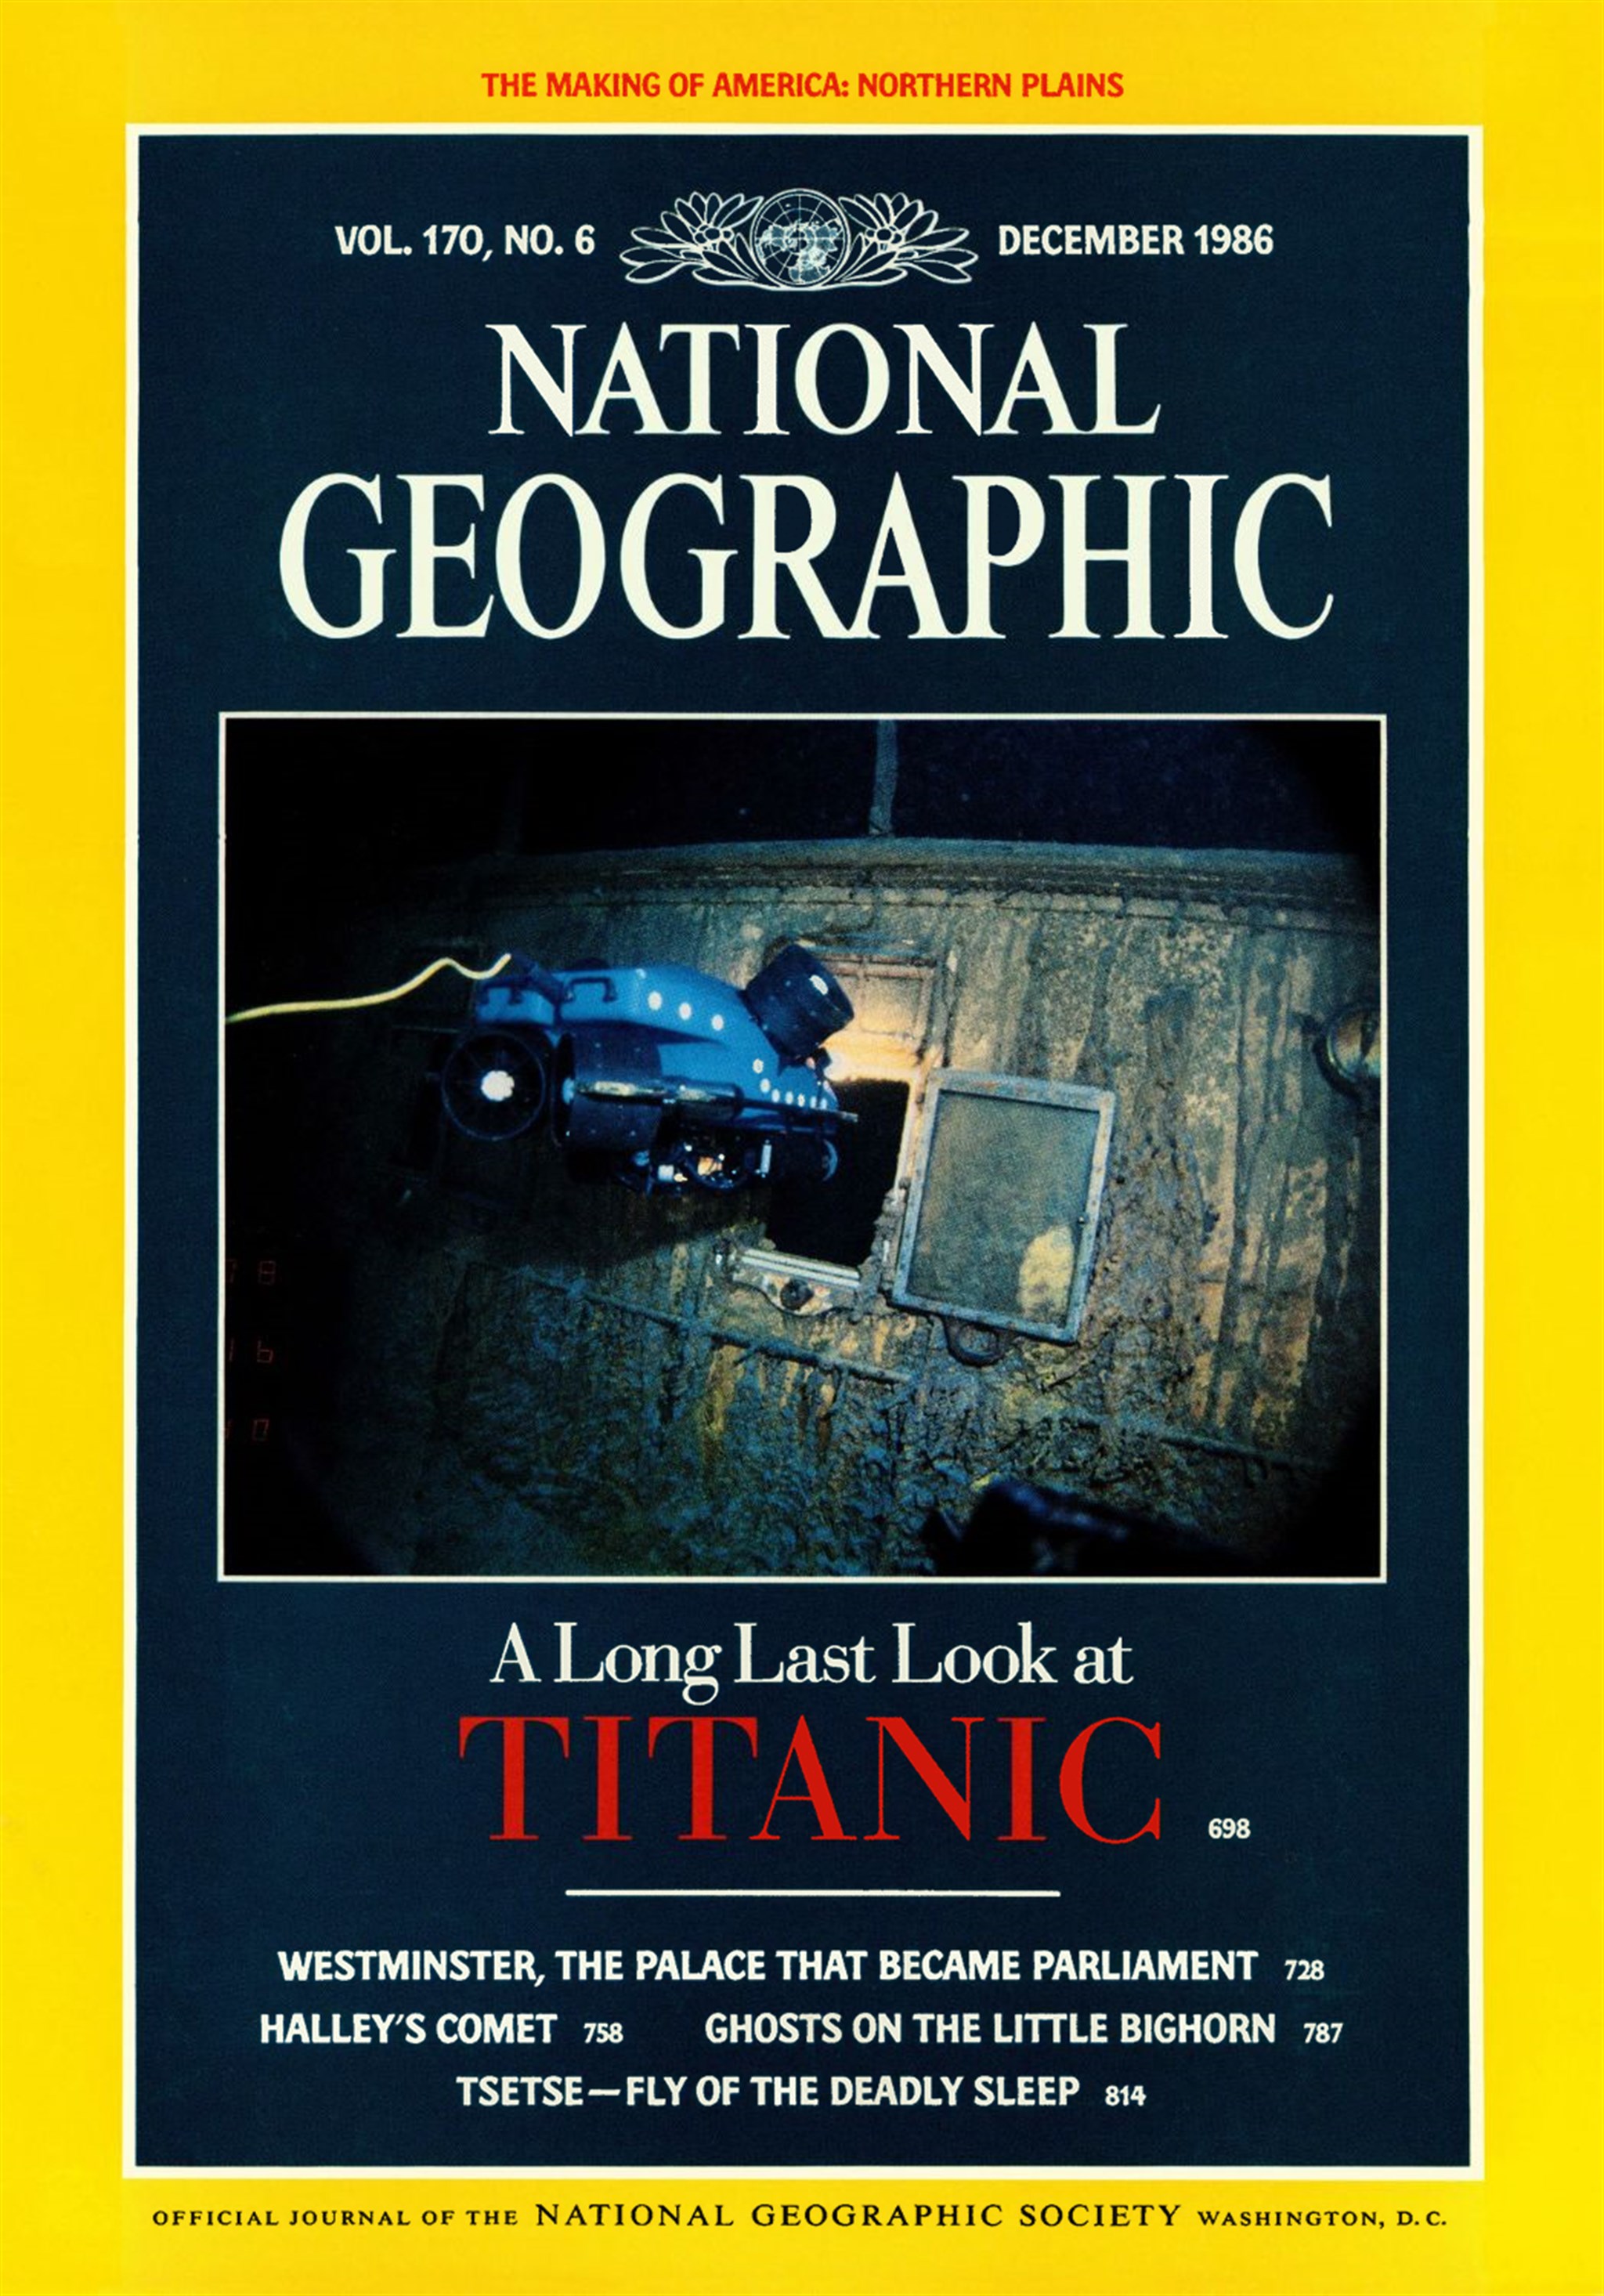 THE MAKING OF AMERICA: NORTHERN PLAINS
VOL. 170, NO. 6 DECEMBER 1986
NATIONAL
GEOGRAPHIC
A Long Last Look at
TITANIC 698
WESTMINSTER, THE PALACE THAT BECAME PARLIAMENT 728
HALLEY'S COMET 758 GHOSTS ON THE LITTLE BIGHORN 787
TSETSE—FLY OF THE DEADLY SLEEP 814
OFFICIAL JOURNAL OF THE NATIONAL GEOGRAPHIC SOCIETY WASHINGTON, D.C.